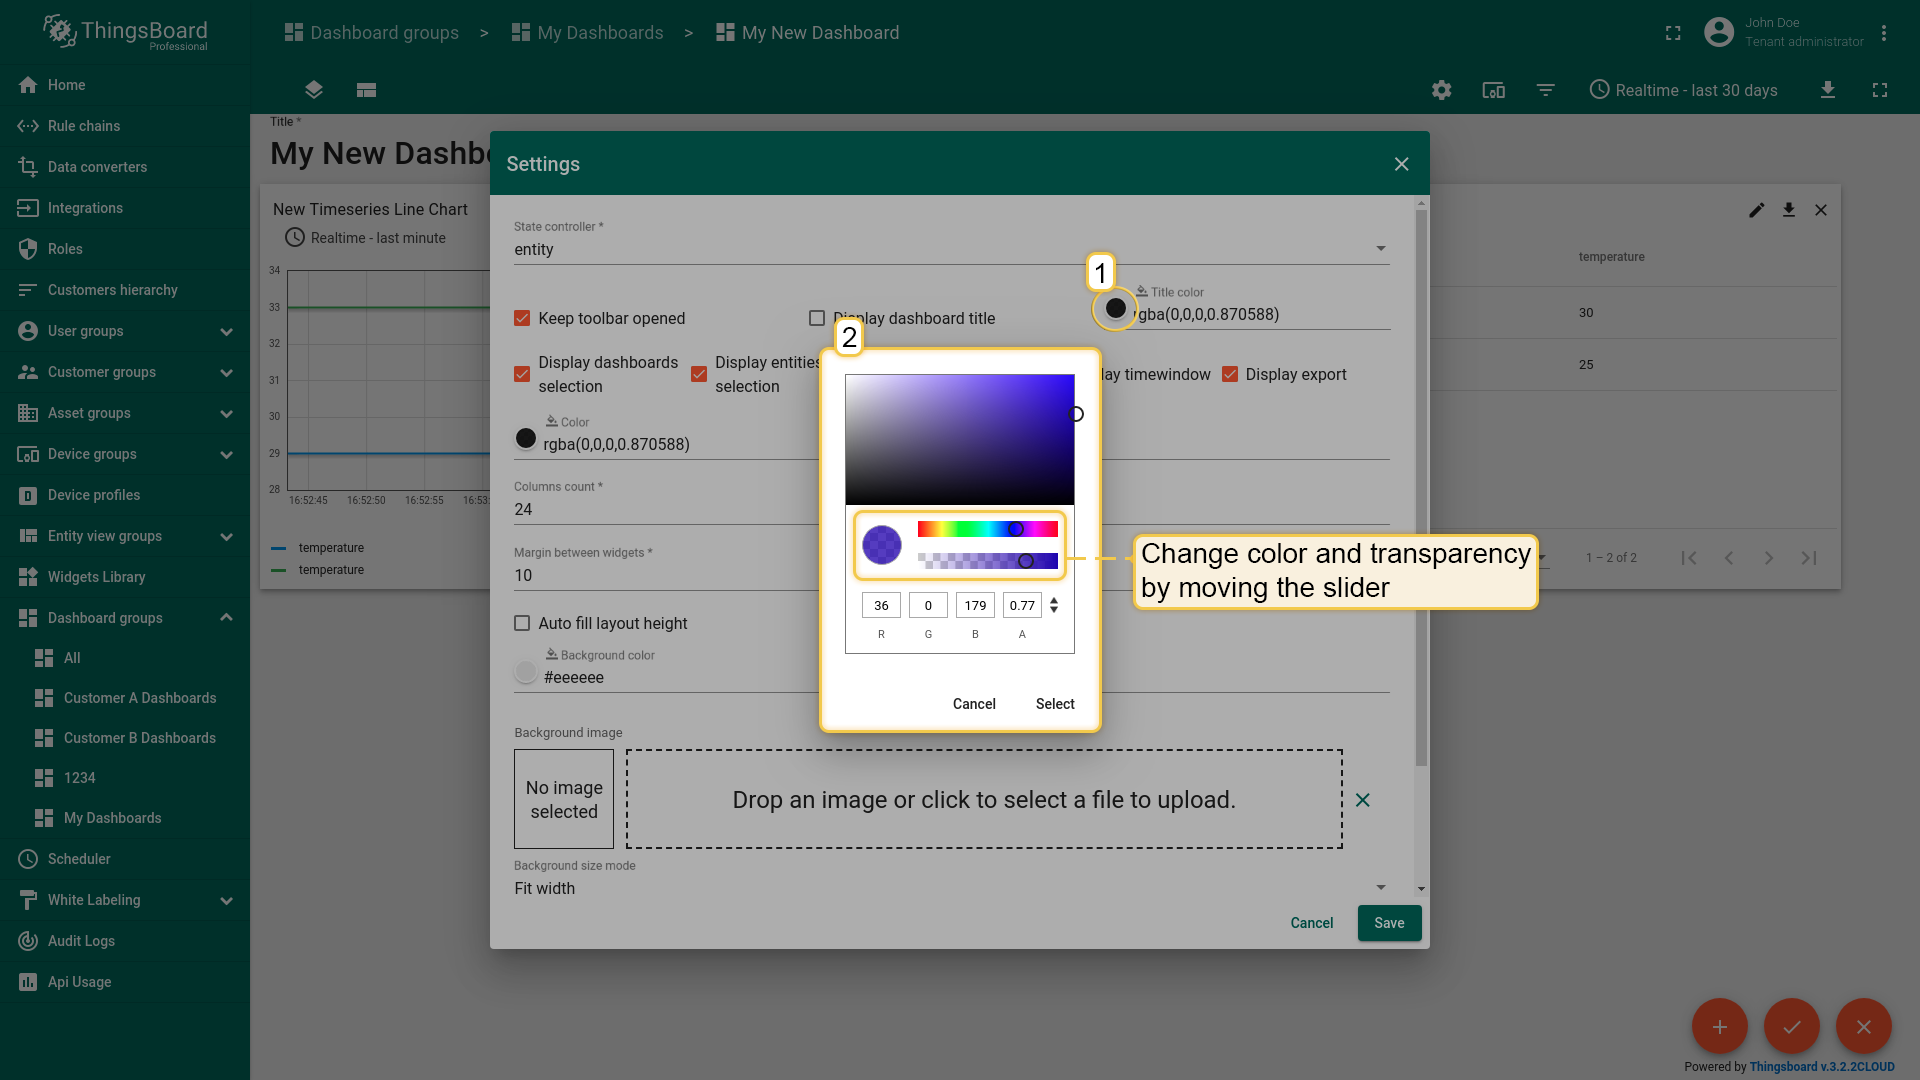 ThingsBoard
Professional
Dashboard groups > My Dashboards > My New Dashboard
John Doe
Tenant administrator
Realtime - last 30 days
Home
Rule chains
Data converters
Integrations
Roles
Customers hierarchy
User groups
Customer groups
Asset groups
Device groups
Device profiles
Entity view groups
Widgets Library
Dashboard groups
All
Customer A Dashboards
Customer B Dashboards
1234
My Dashboards
Scheduler
White Labeling
Audit Logs
Api Usage
Title *
My New Dashb
New Timeseries Line Chart
Realtime - last minute
34
33
32
31
30
29
28
16:52:45 16:52:50 16:52:55 16:53:
temperature
temperature
Settings
State controller *
entity
1
Keep toolbar opened
Display dashboard title
Title color
rgba(0,0,0,0.870588)
2
Display dashboards
selection
Display entities
selection
lay timewindow
Display export
Color
rgba(0,0,0,0.870588)
Columns count *
24
Margin between widgets *
10
Auto fill layout height
Background color
#eeeeee
36 0 179 0.77
R G B A
Cancel Select
Change color and transparency
by moving the slider
Background image
No image
selected
Drop an image or click to select a file to upload.
Background size mode
Fit width
Cancel Save
temperature
30
25
1 – 2 of 2
Powered by Thingsboard v.3.2.2CLOUD